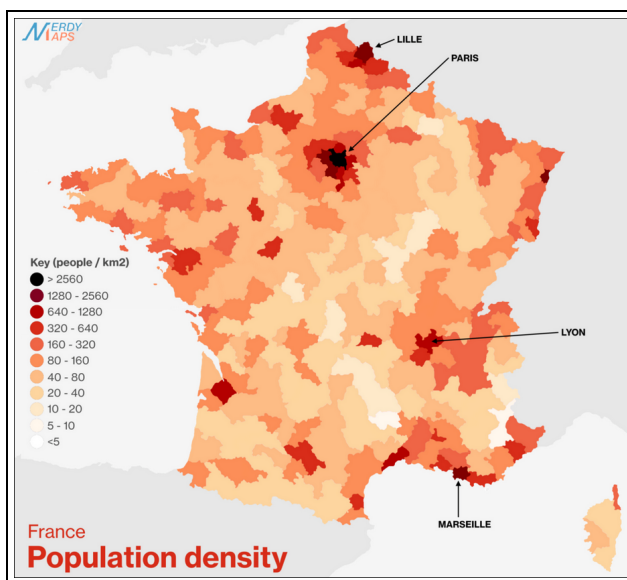 NERDY
MAPS
LILLE
PARIS
Key (people / km2)
> 2560
1280 - 2560
640 - 1280
320 - 640
160 - 320
80 - 160
40 - 80
20 - 40
10 - 20
5 - 10
<5
LYON
MARSEILLE
France
Population density